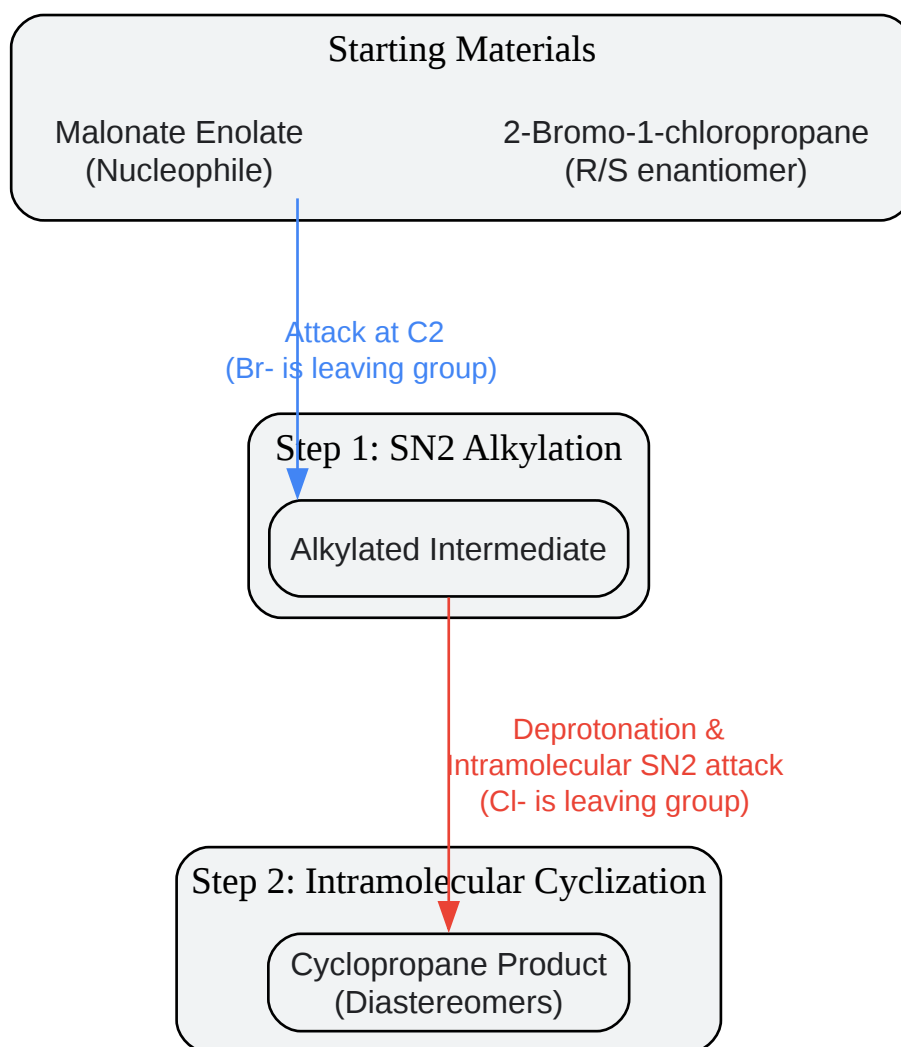 Starting Materials
Malonate Enolate
(Nucleophile)
2-Bromo-1-chloropropane
(R/S enantiomer)
Attack at C2
(Br- is leaving group)
Step 1: SN2 Alkylation
Alkylated Intermediate
Deprotonation &
Intramolecular SN2 attack
(Cl- is leaving group)
Step 2: Intramolecular Cyclization
Cyclopropane Product
(Diastereomers)